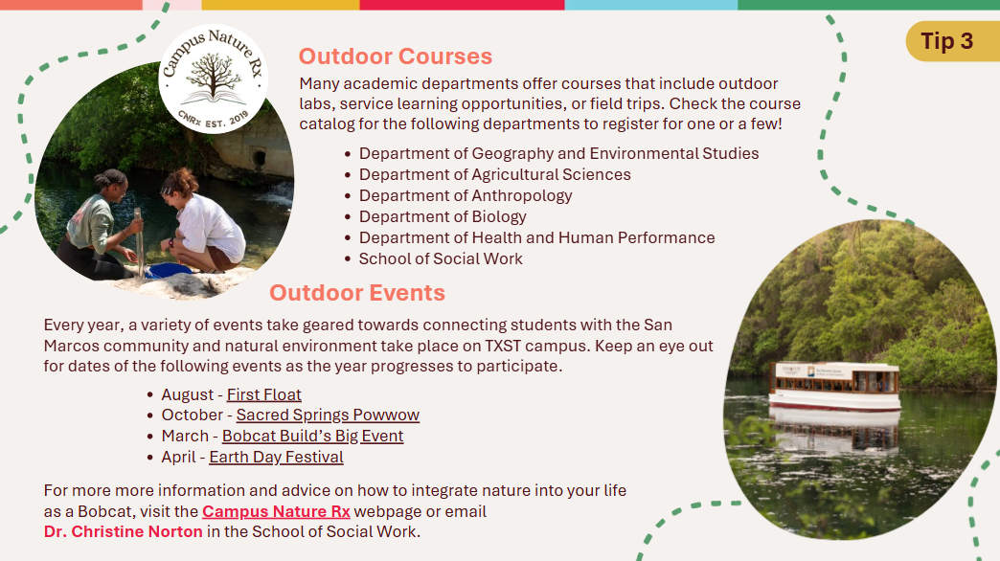 Tip 3
Campus Nature Rx
CNRx EST. 2019
Outdoor Courses
Many academic departments offer courses that include outdoor
labs, service learning opportunities, or field trips. Check the course
catalog for the following departments to register for one or a few!
• Department of Geography and Environmental Studies
• Department of Agricultural Sciences
• Department of Anthropology
• Department of Biology
• Department of Health and Human Performance
• School of Social Work
Outdoor Events
Every year, a variety of events take geared towards connecting students with the San
Marcos community and natural environment take place on TXST campus. Keep an eye out
for dates of the following events as the year progresses to participate.
• August - First Float
• October - Sacred Springs Powwow
• March - Bobcat Build's Big Event
• April - Earth Day Festival
For more more information and advice on how to integrate nature into your life
as a Bobcat, visit the Campus Nature Rx webpage or email
Dr. Christine Norton in the School of Social Work.